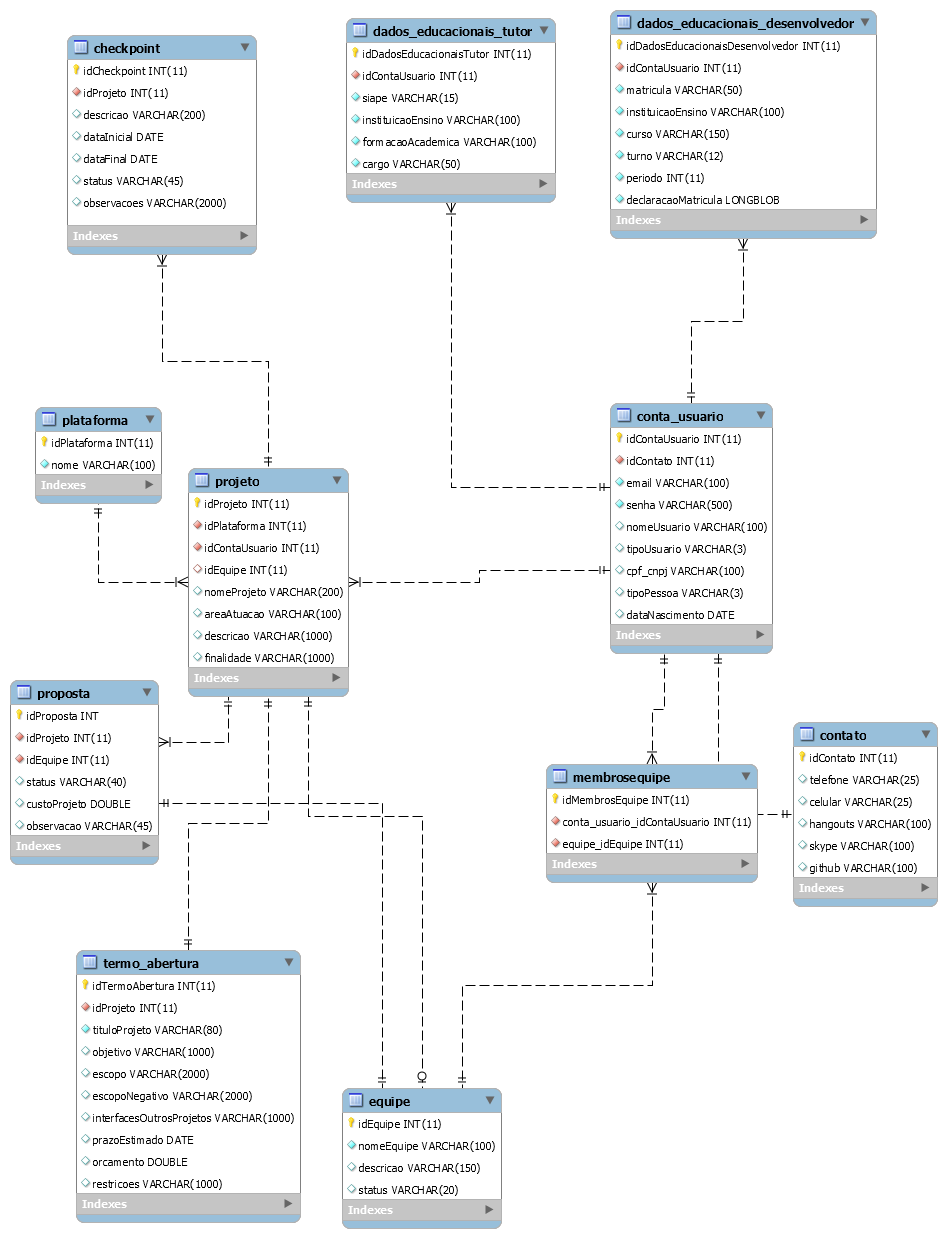 checkpoint
idCheckpoint INT(11)
idProjeto INT(11)
descricao VARCHAR(200)
dataInicial DATE
dataFinal DATE
status VARCHAR(45)
observacoes VARCHAR(2000)
Indexes
dados_educacionais_tutor
idDadosEducacionaisTutor INT(11)
idContaUsuario INT(11)
siape VARCHAR(15)
instituicaoEnsino VARCHAR(100)
formacaoAcademica VARCHAR(100)
cargo VARCHAR(50)
Indexes
dados_educacionais_desenvolvedor
idDadosEducacionaisDesenvolvedor INT(11)
idContaUsuario INT(11)
matricula VARCHAR(50)
instituicaoEnsino VARCHAR(100)
curso VARCHAR(150)
turno VARCHAR(12)
periodo INT(11)
declaracaoMatricula LONGBLOB
Indexes
plataforma
idPlataforma INT(11)
nome VARCHAR(100)
Indexes
projeto
idProjeto INT(11)
idPlataforma INT(11)
idContaUsuario INT(11)
idEquipe INT(11)
nomeProjeto VARCHAR(200)
areaAtuacao VARCHAR(100)
descricao VARCHAR(1000)
finalidade VARCHAR(1000)
Indexes
conta_usuario
idContaUsuario INT(11)
idContato INT(11)
email VARCHAR(100)
senha VARCHAR(500)
nomeUsuario VARCHAR(100)
tipoUsuario VARCHAR(3)
cpf_cnpj VARCHAR(100)
tipoPessoa VARCHAR(3)
dataNascimento DATE
Indexes
proposta
idProposta INT
idProjeto INT(11)
idEquipe INT(11)
status VARCHAR(40)
custoProjeto DOUBLE
observacao VARCHAR(45)
Indexes
membrosequipe
idMembrosEquipe INT(11)
conta_usuario_idContaUsuario INT(11)
equipe_idEquipe INT(11)
Indexes
contato
idContato INT(11)
telefone VARCHAR(25)
celular VARCHAR(25)
hangouts VARCHAR(100)
skype VARCHAR(100)
github VARCHAR(100)
Indexes
termo_abertura
idTermoAbertura INT(11)
idProjeto INT(11)
tituloProjeto VARCHAR(80)
objetivo VARCHAR(1000)
escopo VARCHAR(2000)
escopoNegativo VARCHAR(2000)
interfacesOutrosProjetos VARCHAR(1000)
prazoEstimado DATE
orcamento DOUBLE
restricoes VARCHAR(1000)
Indexes
equipe
idEquipe INT(11)
nomeEquipe VARCHAR(100)
descricao VARCHAR(150)
status VARCHAR(20)
Indexes